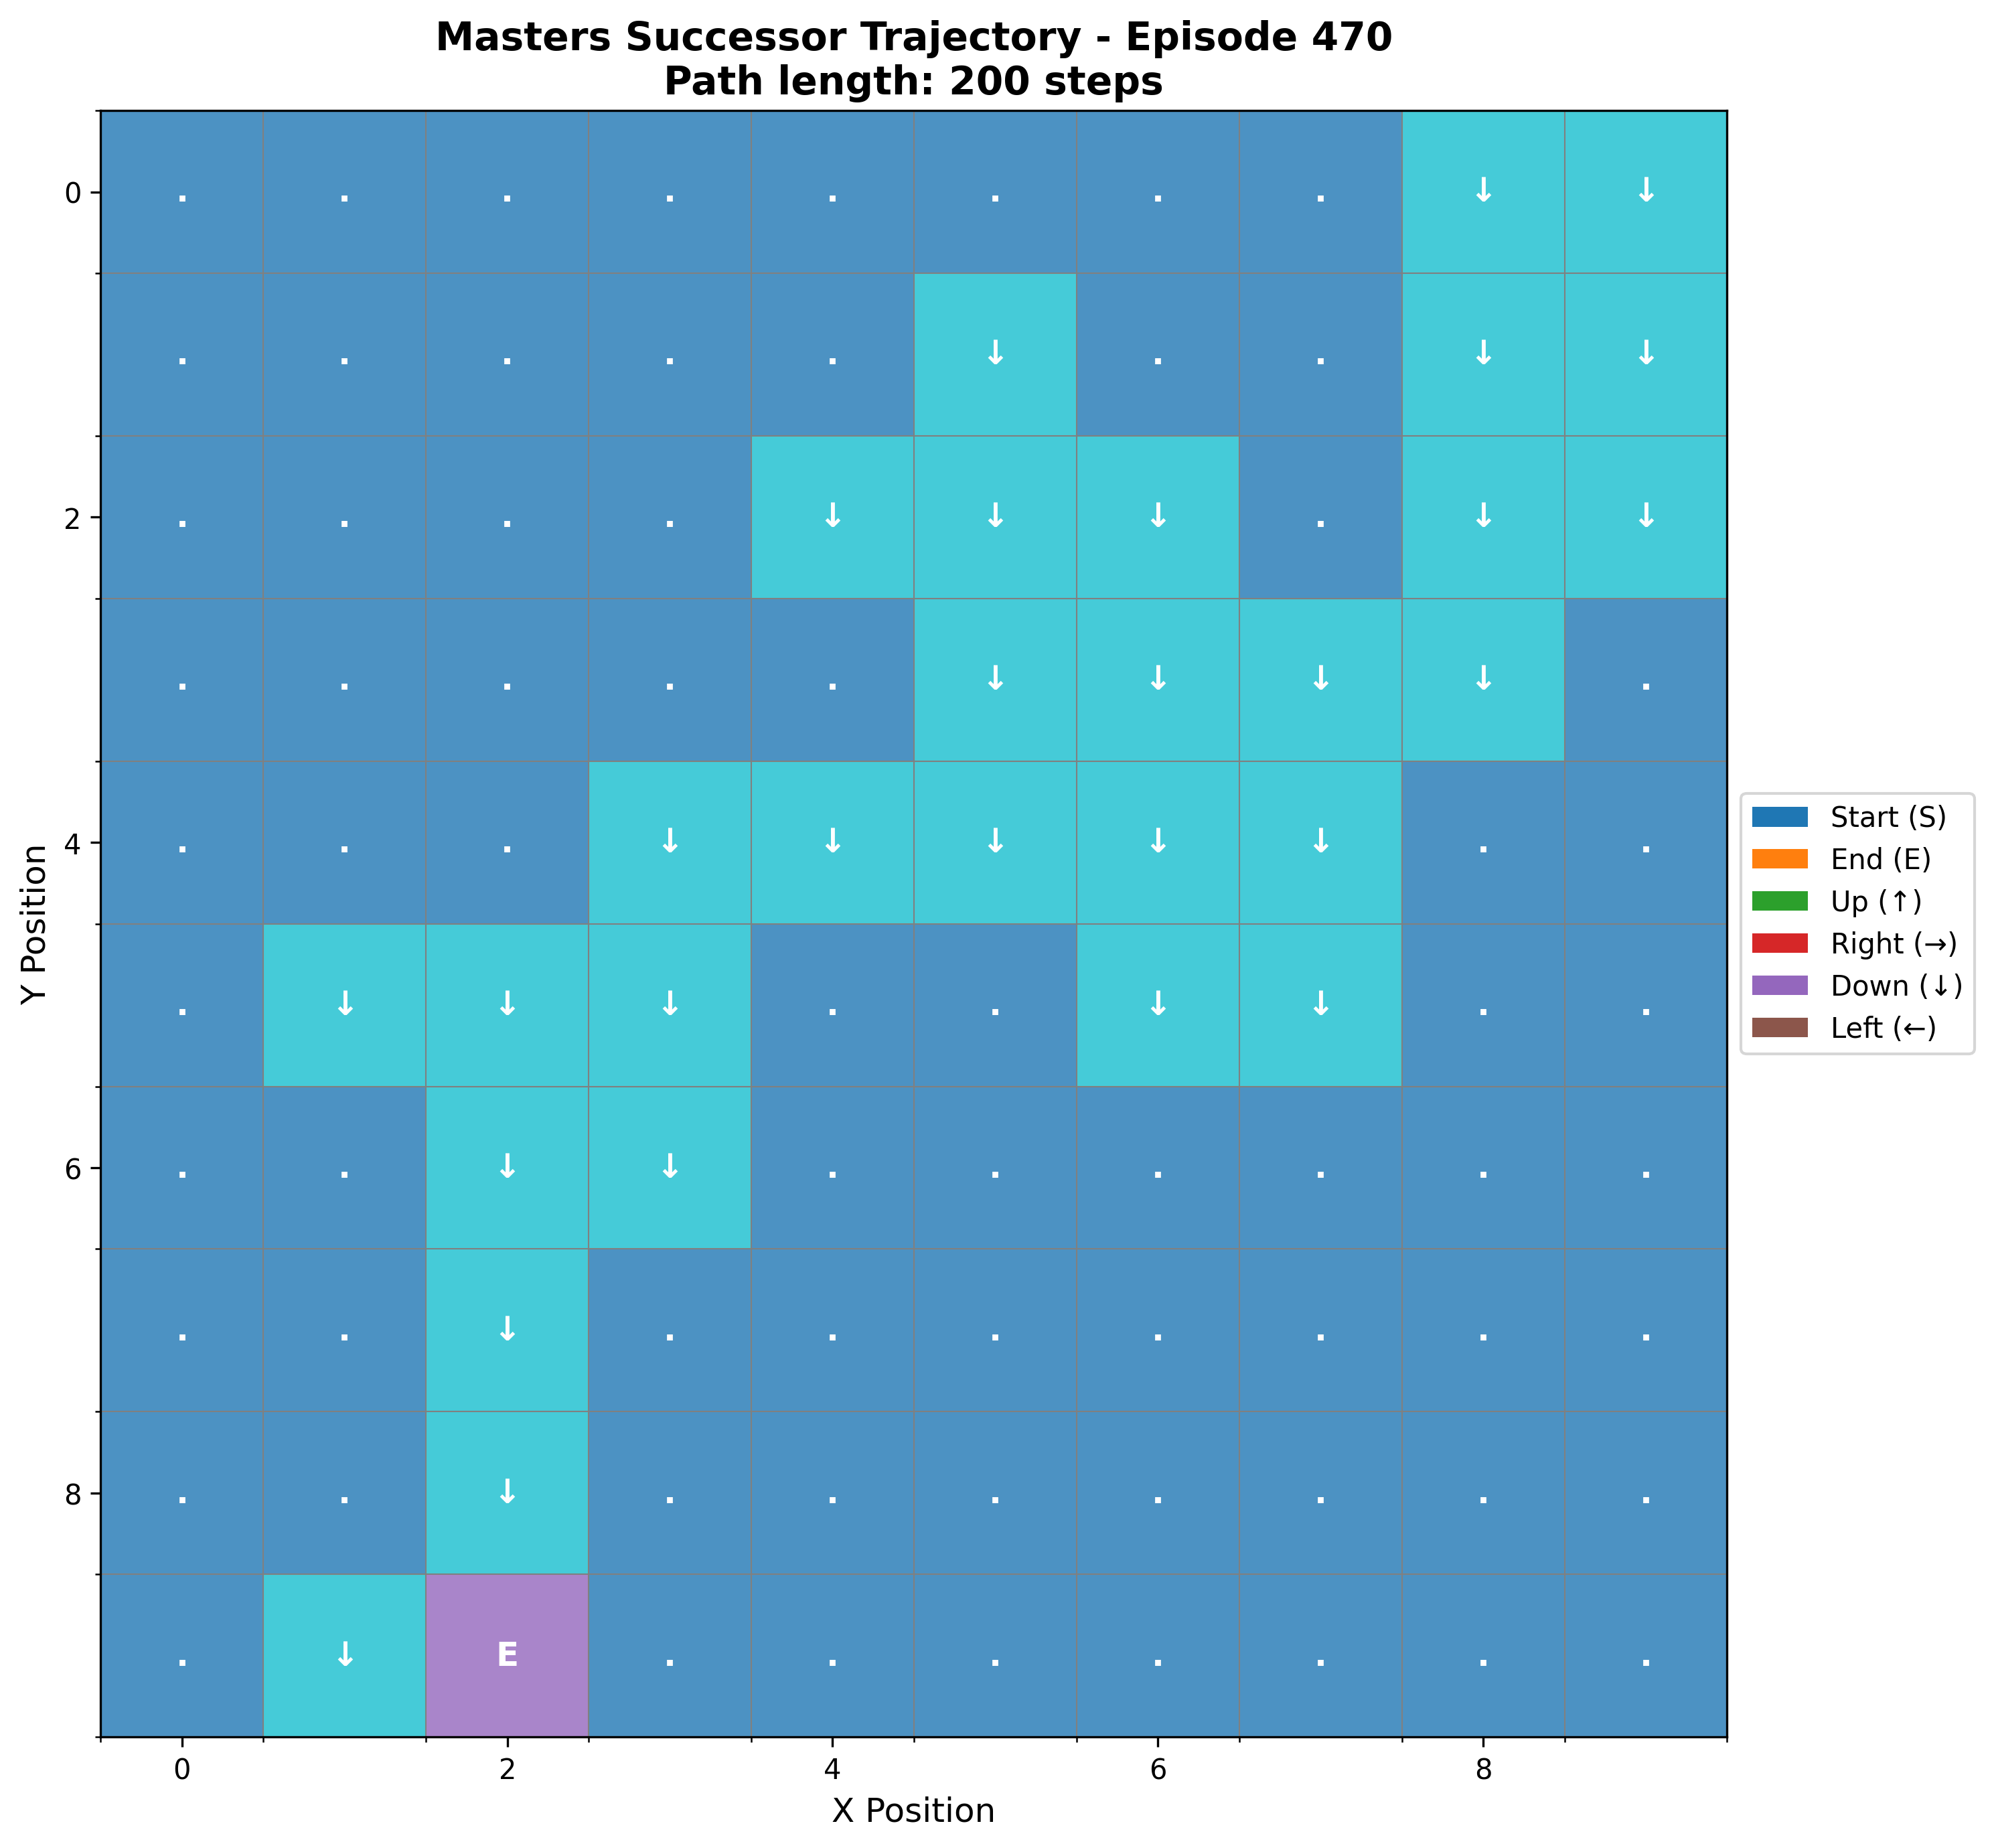 Masters Successor Trajectory - Episode 470
Path length: 200 steps
0 . . . . . . . . ↓ ↓
. . . . . ↓ . . ↓ ↓
2 . . . . ↓ ↓ ↓ . ↓ ↓
. . . . . ↓ ↓ ↓ ↓ .
4 . . . ↓ ↓ ↓ ↓ ↓ . .
. ↓ ↓ ↓ . . ↓ ↓ . .
6 . . ↓ ↓ . . . . . .
. . ↓ . . . . . . .
8 . . ↓ . . . . . . .
. ↓ E . . . . . . .
0 2 4 6 8
X Position
Y Position
Start (S)
End (E)
Up (↑)
Right (→)
Down (↓)
Left (←)